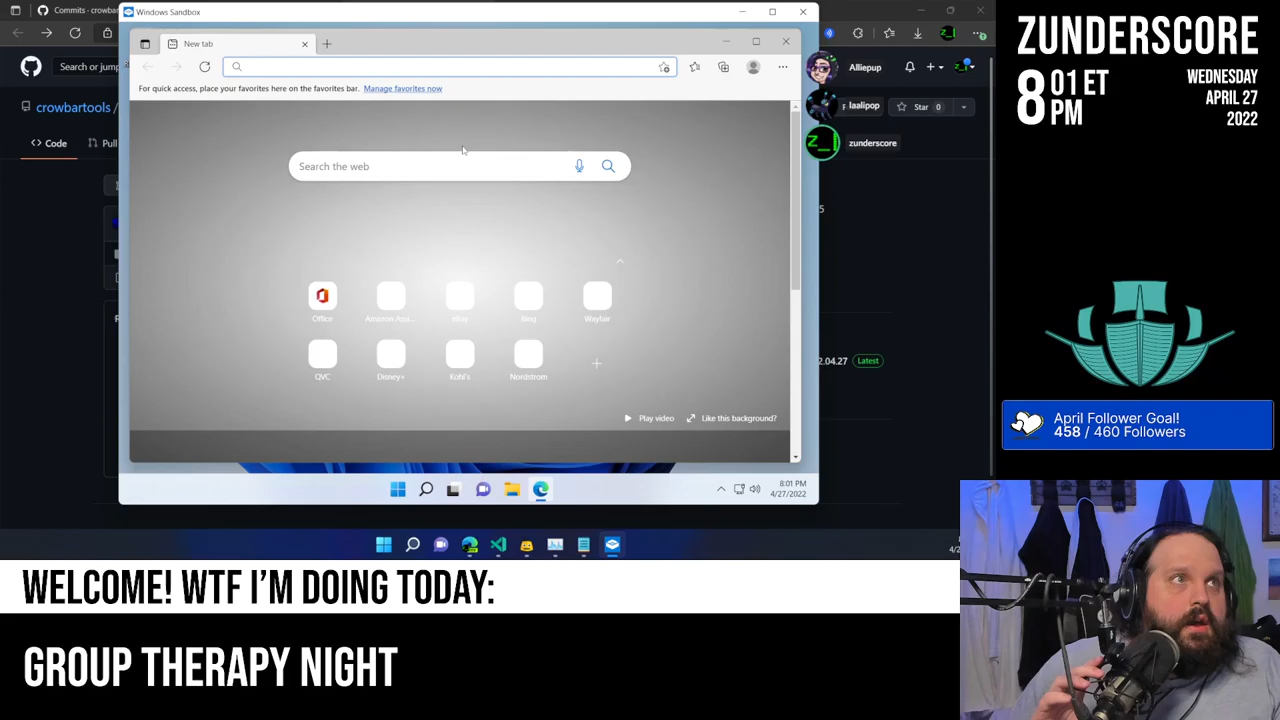 Commits · crowbar
Windows Sandbox
New tab
Search or jump
For quick access, place your favorites here on the favorites bar. Manage favorites now
Alliepup
laalipop
Star 0
zunderscore
crowbartools /
Code
Pull
Search the web
5
Office
Amazon Assi...
eBay
Bing
Wayfair
QVC
Disney+
Kohl's
Nordstrom
2.04.27 Latest
Play video
Like this background?
8:01 PM
4/27/2022
ZUNDERSCORE
8 01 ET PM
WEDNESDAY
APRIL 27
2022
April Follower Goal!
458 / 460 Followers
WELCOME! WTF I'M DOING TODAY:
GROUP THERAPY NIGHT